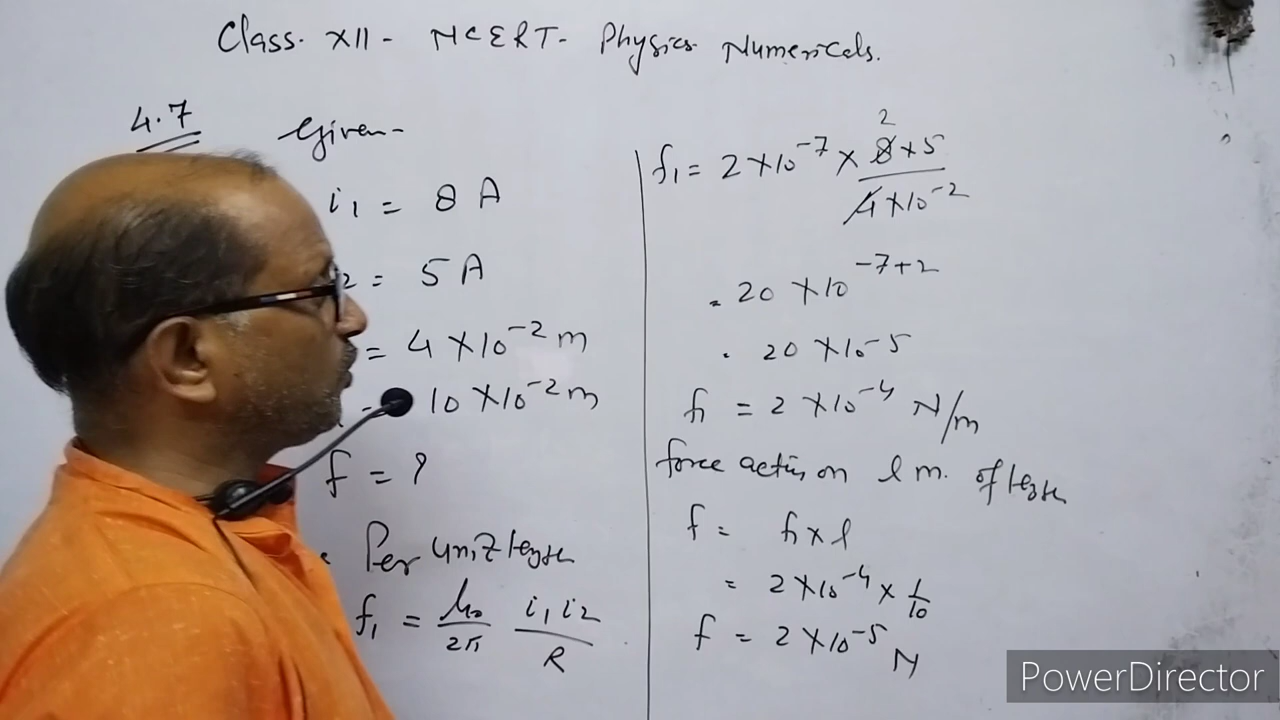 Class. XII - NCERT- Physics Numericals.
4.7 Given-
i₁ = 8 A
2 = 5 A
= 4 × 10⁻² m
10 × 10⁻² m
f = ?
Per unit length
f₁ = μ₀/2π i₁ i₂/R
f₁ = 2 × 10⁻⁷ × 8 × 5 / 4 × 10⁻²
2
= 20 × 10⁻⁷⁺²
= 20 × 10⁻⁵
f₁ = 2 × 10⁻⁴ N/m
force acting on l m. of length
f = f₁ × l
= 2 × 10⁻⁴ × 1/10
f = 2 × 10⁻⁵ N
PowerDirector